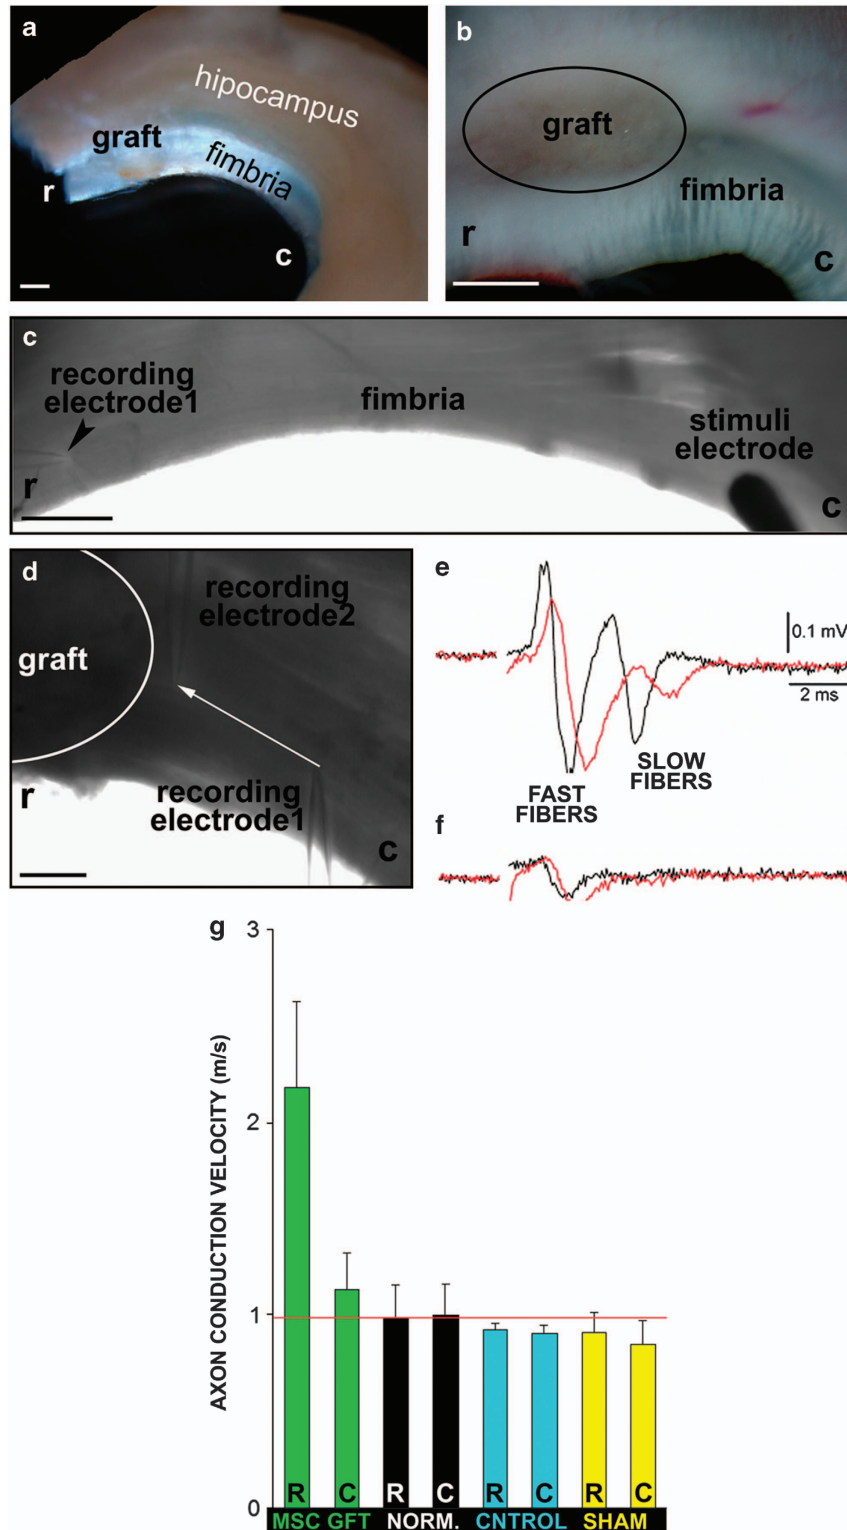 a
hipocampus
graft
fimbria
r
c
b
graft
fimbria
r
c
c
recording
electrode1
fimbria
stimuli
electrode
r
c
d
recording
electrode2
graft
r
recording
electrode1
c
e
0.1 mV
2 ms
SLOW
FIBERS
FAST
FIBERS
f
g
AXON CONDUCTION VELOCITY (m/s)
3
2
1
0
R C R C R C R C
MSC GFT NORM. CNTROL SHAM